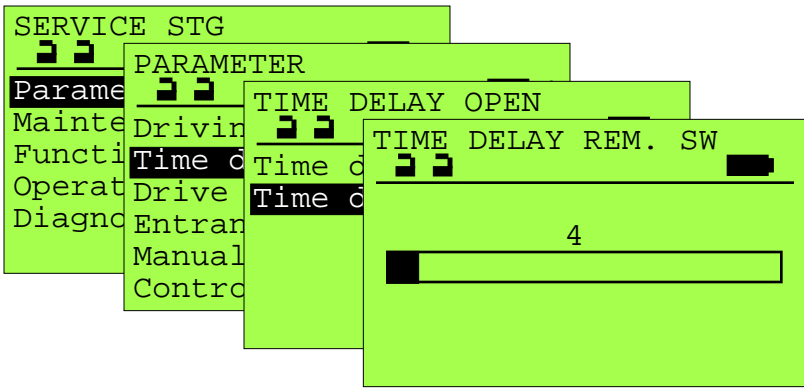 SERVICE STG
Parame
Mainte
Functi
Operat
Diagno
PARAMETER
Drivin
Time d
Drive
Entran
Manual
Contro
TIME DELAY OPEN
Time d
Time d
TIME DELAY REM. SW
4